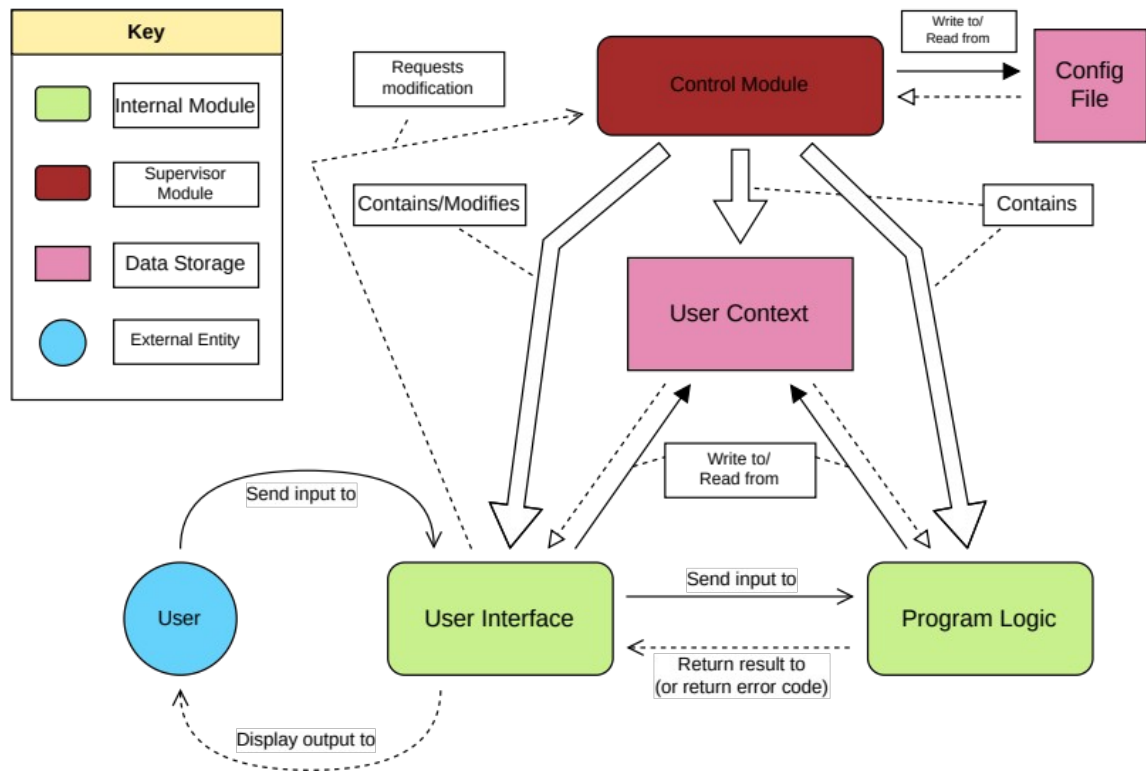 Key
Internal Module
Supervisor
Module
Data Storage
External Entity
Requests
modification
Control Module
Write to/
Read from
Config
File
Contains/Modifies
Contains
User Context
Write to/
Read from
Send input to
User
User Interface
Send input to
Program Logic
Return result to
(or return error code)
Display output to